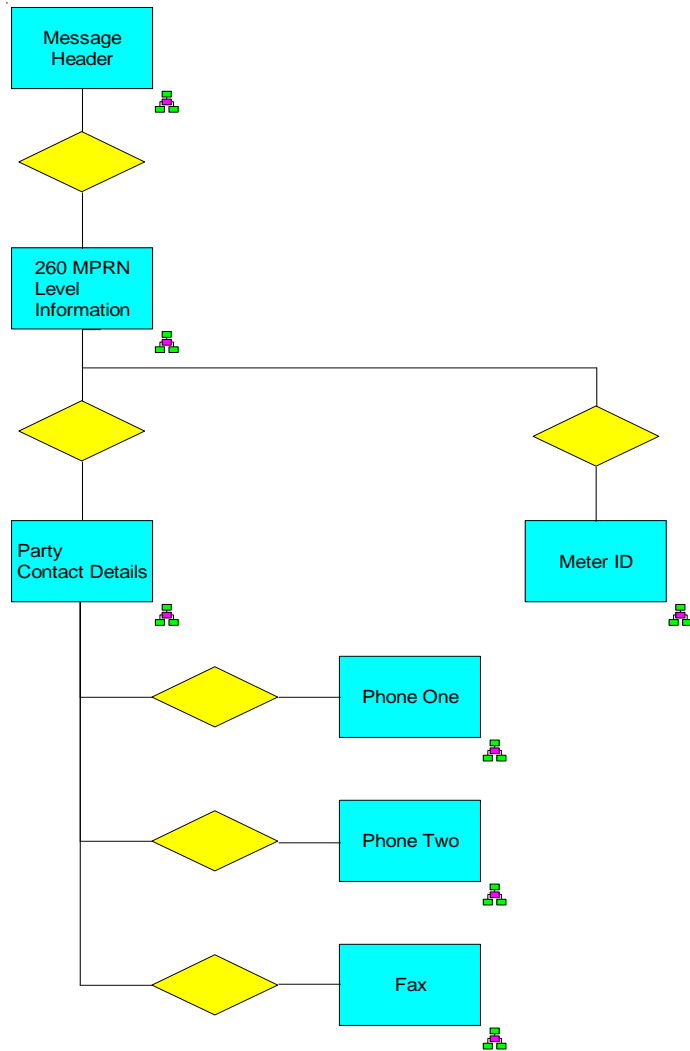 Message
Header
260 MPRN
Level
Information
Party
Contact Details
Meter ID
Phone One
Phone Two
Fax